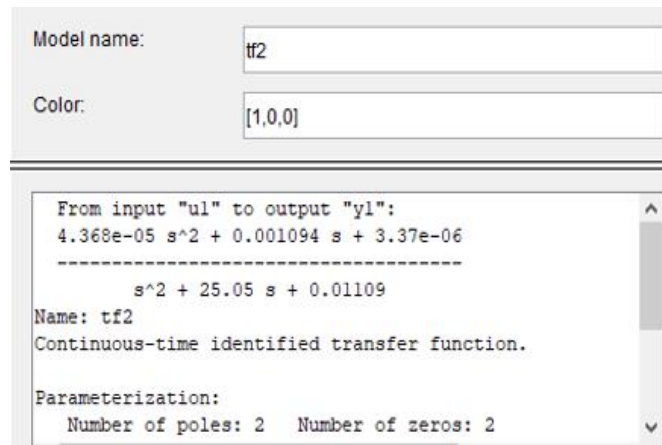 Model name:
tf2
Color:
[1,0,0]
From input "u1" to output "y1":
4.368e-05 s^2 + 0.001094 s + 3.37e-06
-------------------------------------
s^2 + 25.05 s + 0.01109
Name: tf2
Continuous-time identified transfer function.
Parameterization:
Number of poles: 2   Number of zeros: 2